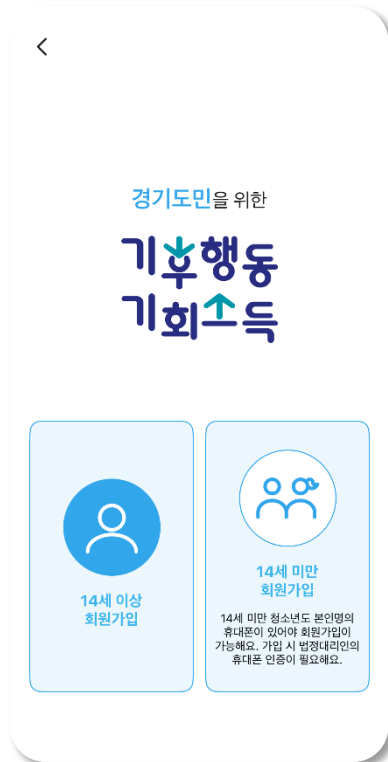 경기도민을 위한
기후행동
기회소득
14세 이상
회원가입
14세 미만
회원가입
14세 미만 청소년도 본인명의
휴대폰이 있어야 회원가입이
가능해요. 가입 시 법정대리인의
휴대폰 인증이 필요해요.